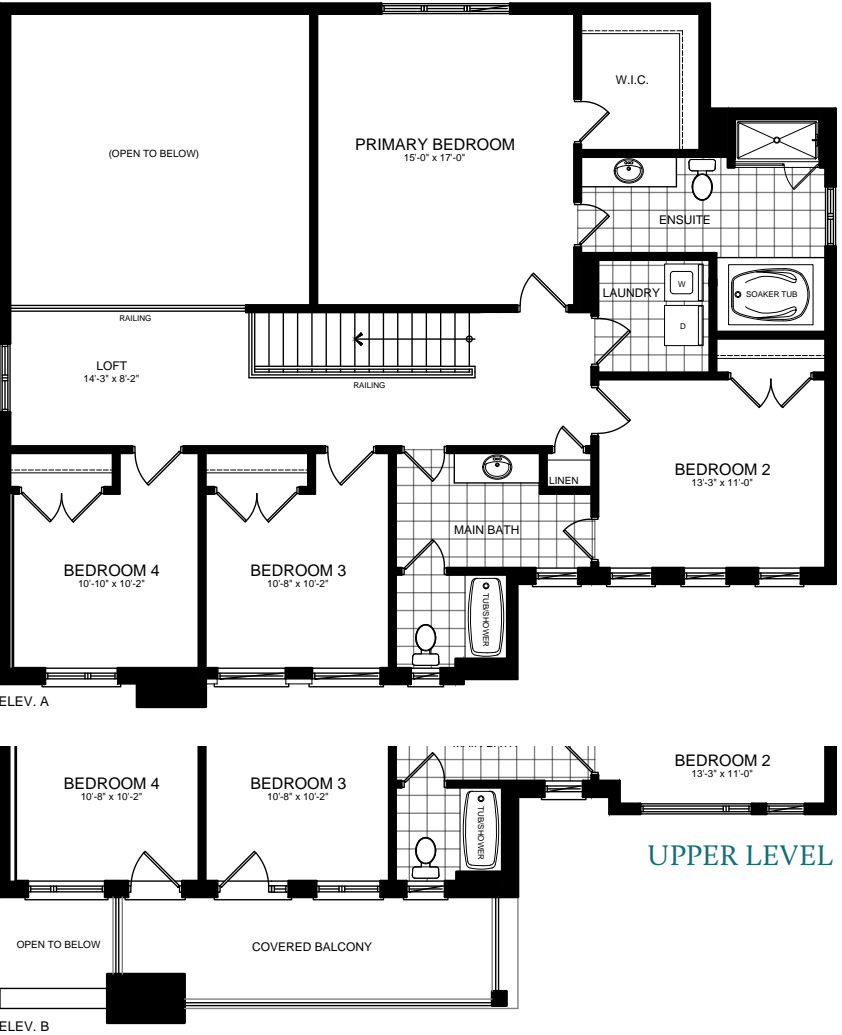 W.I.C.
(OPEN TO BELOW)
PRIMARY BEDROOM
15'-0" x 17'-0"
ENSUITE
LAUNDRY
W
SOAKER TUB
D
RAILING
LOFT
14'-3" x 8'-2"
RAILING
BEDROOM 2
13'-3" x 11'-0"
LINEN
MAIN BATH
BEDROOM 4
10'-10" x 10'-2"
BEDROOM 3
10'-8" x 10'-2"
TUB/SHOWER
ELEV. A
BEDROOM 4
10'-8" x 10'-2"
BEDROOM 3
10'-8" x 10'-2"
BEDROOM 2
13'-3" x 11'-0"
TUB/SHOWER
UPPER LEVEL
OPEN TO BELOW
COVERED BALCONY
ELEV. B